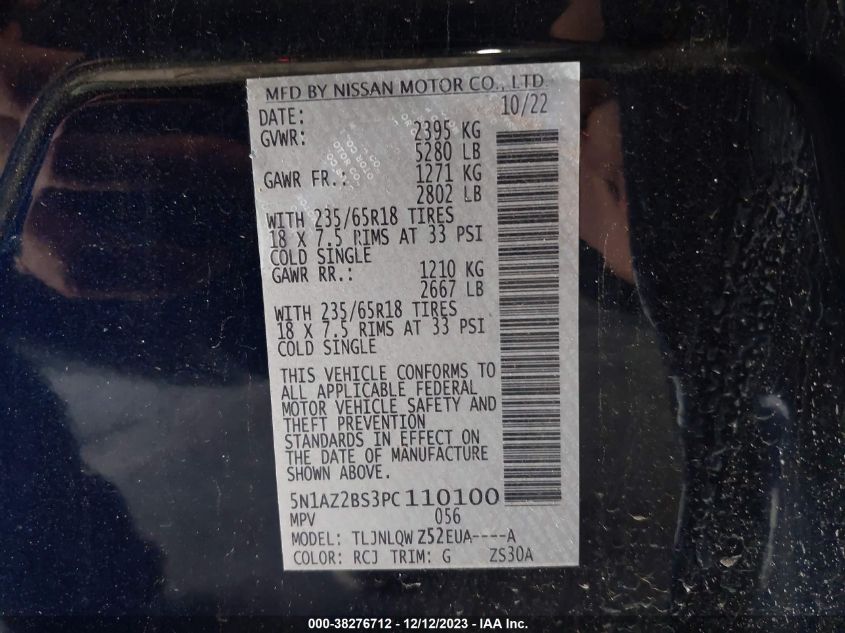 MFD BY NISSAN MOTOR CO., LTD.
DATE: 10/22
GVWR: 2395 KG
5280 LB
GAWR FR.: 1271 KG
2802 LB
WITH 235/65R18 TIRES
18 X 7.5 RIMS AT 33 PSI
COLD SINGLE
GAWR RR.: 1210 KG
2667 LB
WITH 235/65R18 TIRES
18 X 7.5 RIMS AT 33 PSI
COLD SINGLE
THIS VEHICLE CONFORMS TO
ALL APPLICABLE FEDERAL
MOTOR VEHICLE SAFETY AND
THEFT PREVENTION
STANDARDS IN EFFECT ON
THE DATE OF MANUFACTURE
SHOWN ABOVE.
5N1AZ2BS3PC110100
MPV 056
MODEL: TLJNLQW Z52EUA----A
COLOR: RCJ TRIM: G ZS30A
000-38276712 - 12/12/2023 - IAA Inc.